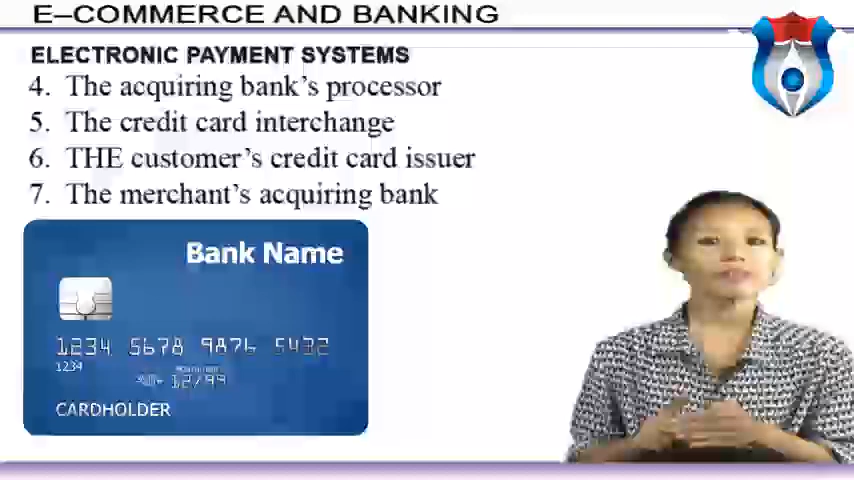 E–COMMERCE AND BANKING
ELECTRONIC PAYMENT SYSTEMS
4. The acquiring bank’s processor
5. The credit card interchange
6. THE customer’s credit card issuer
7. The merchant’s acquiring bank
Bank Name
1234 5678 9876 5432
1234
12/99
CARDHOLDER